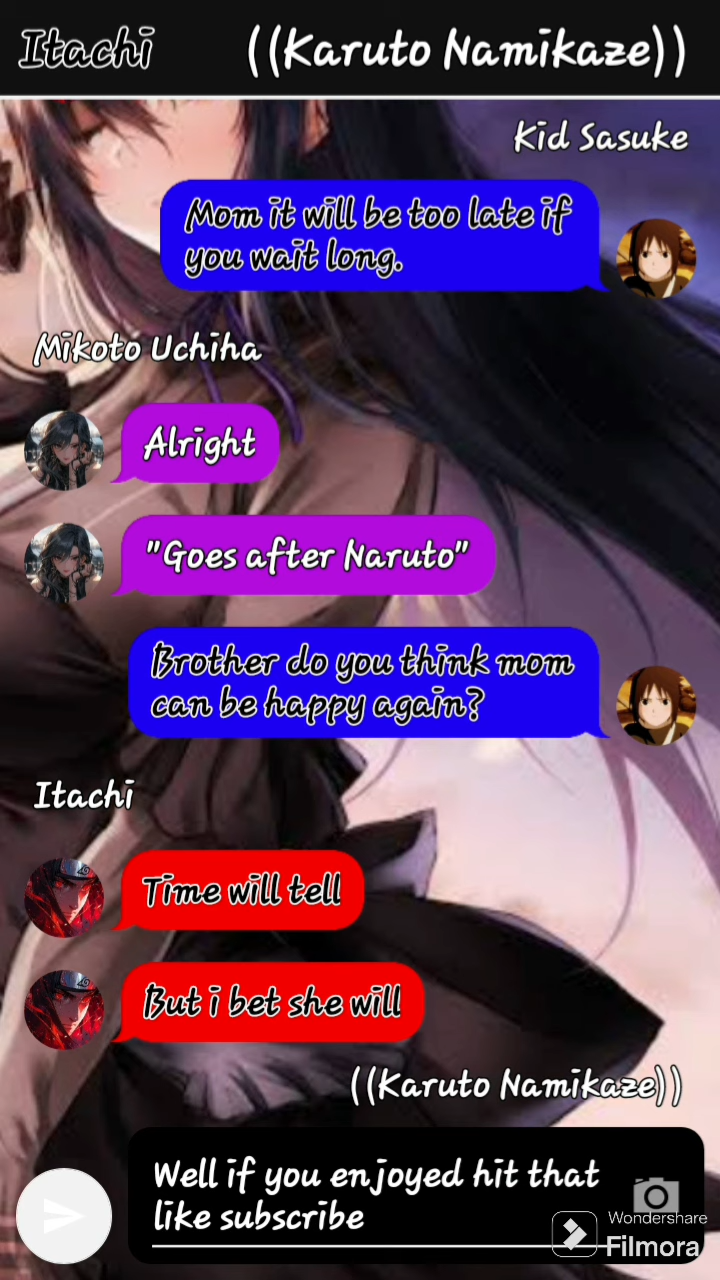 Itachi ((Karuto Namikaze))
Kid Sasuke
Mom it will be too late if
you wait long.
Mikoto Uchiha
Alright
"Goes after Naruto"
Brother do you think mom
can be happy again?
Itachi
Time will tell
But i bet she will
((Karuto Namikaze))
Well if you enjoyed hit that
like subscribe
Wondershare
Filmora